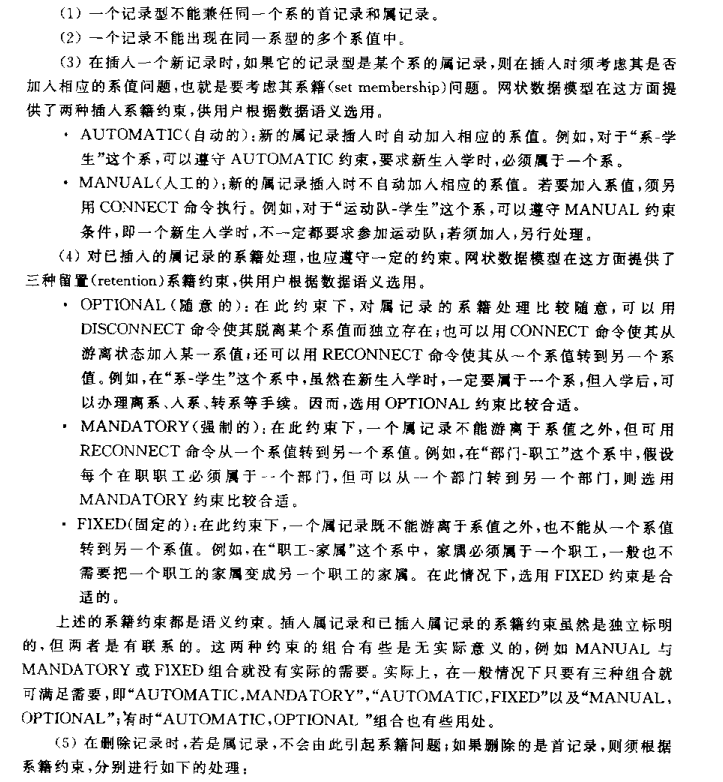 (1) 一个记录型不能兼任同一个系的首记录和属记录。
(2) 一个记录不能出现在同一系型的多个系值中。
(3) 在插入一个新记录时,如果它的记录型是某个系的属记录,则在插入时须考虑其是否
加入相应的系值问题,也就是要考虑其系籍(set membership)问题。网状数据模型在这方面提
供了两种插入系籍约束,供用户根据数据语义选用。
· AUTOMATIC(自动的):新的属记录插入时自动加入相应的系值。例如,对于“系-学
生”这个系,可以遵守 AUTOMATIC 约束,要求新生入学时,必须属于一个系。
· MANUAL(人工的):新的属记录插入时不自动加入相应的系值。若要加入系值,须另
用 CONNECT 命令执行。例如,对于“运动队-学生”这个系,可以遵守 MANUAL 约束
条件,即一个新生入学时,不一定都要求参加运动队;若须加入,另行处理。
(4) 对已插入的属记录的系籍处理,也应遵守一定的约束。网状数据模型在这方面提供了
三种留置(retention)系籍约束,供用户根据数据语义选用。
· OPTIONAL(随意的):在此约束下,对属记录的系籍处理比较随意,可以用
DISCONNECT 命令使其脱离某个系值而独立存在;也可以用 CONNECT 命令使其从
游离状态加入某一系值;还可以用 RECONNECT 命令使其从一个系值转到另一个系
值。例如,在“系-学生”这个系中,虽然在新生入学时,一定要属于一个系,但入学后,可
以办理离系、入系、转系等手续。因而,选用 OPTIONAL 约束比较合适。
· MANDATORY(强制的):在此约束下,一个属记录不能游离于系值之外,但可用
RECONNECT 命令从一个系值转到另一个系值。例如,在“部门-职工”这个系中,假设
每个在职职工必须属于一个部门,但可以从一个部门转到另一个部门,则选用
MANDATORY 约束比较合适。
· FIXED(固定的):在此约束下,一个属记录既不能游离于系值之外,也不能从一个系值
转到另一个系值。例如,在“职工-家属”这个系中,家属必须属于一个职工,一般也不
需要把一个职工的家属变成另一个职工的家属。在此情况下,选用 FIXED 约束是合
适的。
上述的系籍约束都是语义约束。插入属记录和已插入属记录的系籍约束虽然是独立标明
的,但两者是有联系的。这两种约束的组合有些是无实际意义的,例如 MANUAL 与
MANDATORY 或 FIXED 组合就没有实际的需要。实际上,在一般情况下只要有三种组合就
可满足需要,即“AUTOMATIC,MANDATORY”,“AUTOMATIC,FIXED”以及“MANUAL,
OPTIONAL”;有时“AUTOMATIC,OPTIONAL ”组合也有些用处。
(5) 在删除记录时,若是属记录,不会由此引起系籍问题;如果删除的是首记录,则须根据
系籍约束,分别进行如下的处理: